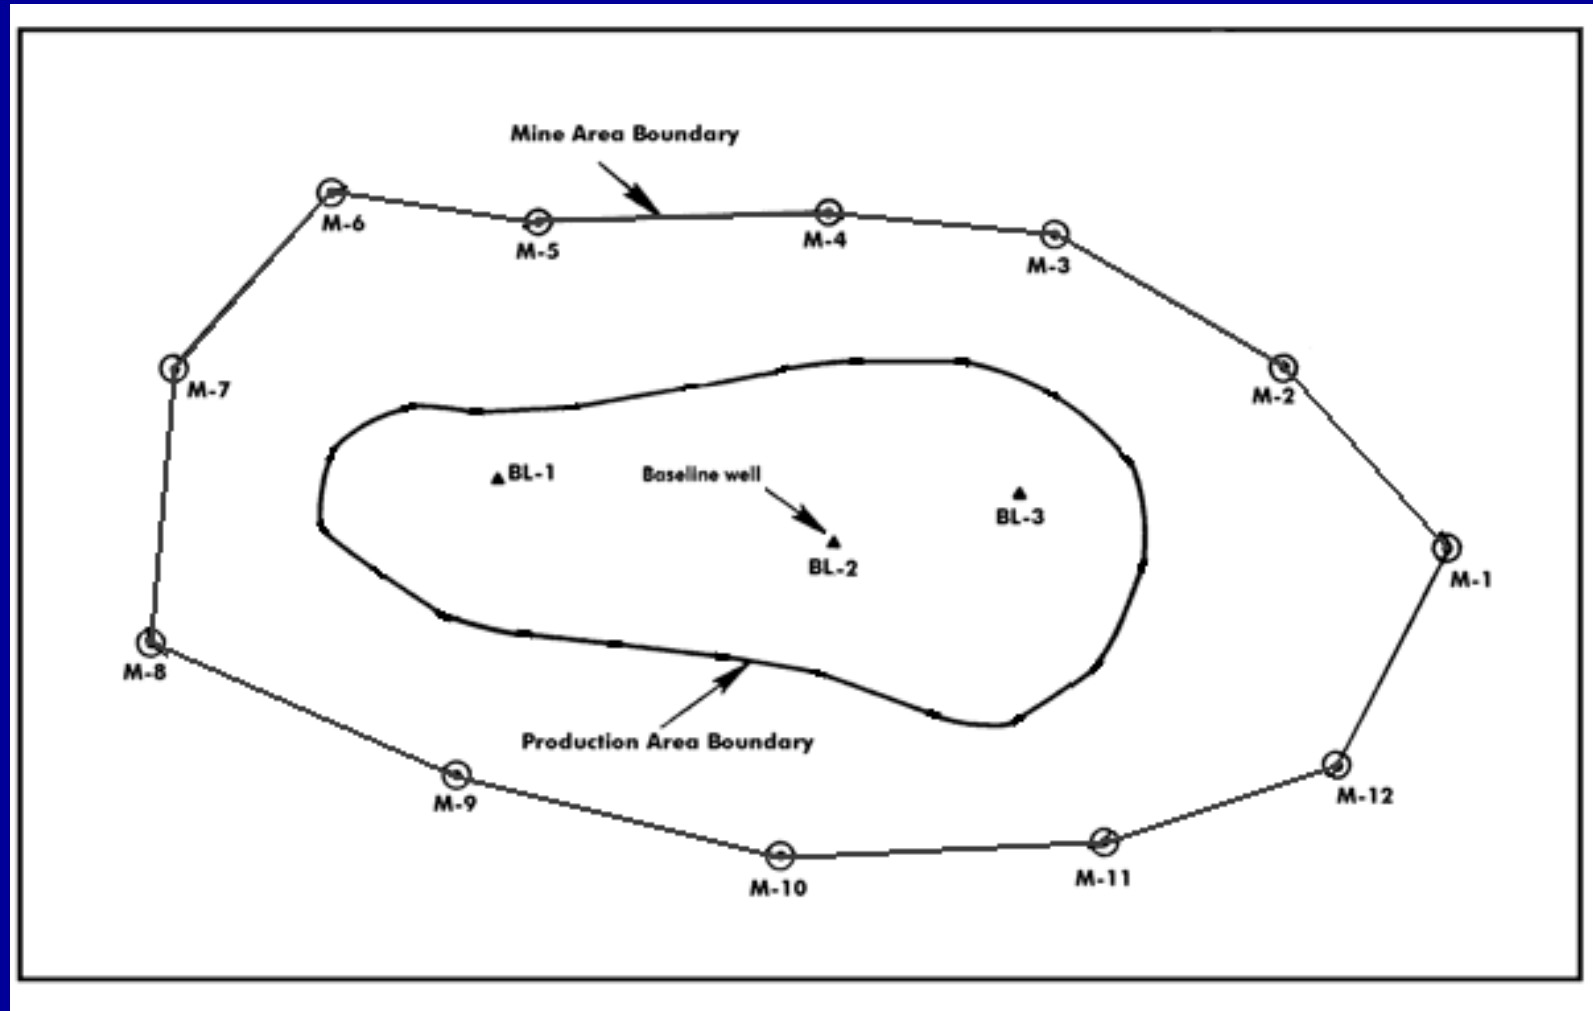 Mine Area Boundary
M-6
M-5
M-4
M-3
M-7
M-2
BL-1
Baseline well
BL-3
BL-2
M-1
M-8
Production Area Boundary
M-9
M-12
M-10
M-11